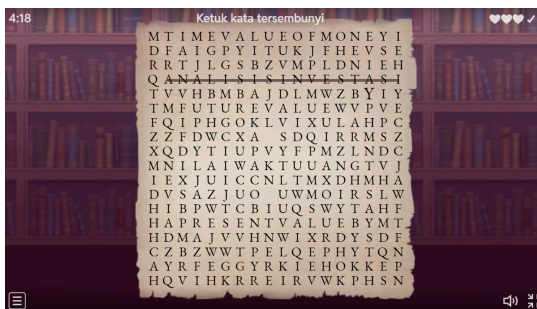 4:18
Ketuk kata tersembunyi
M T I M E V A L U E O F M O N E Y I
D F A I G P Y I T U K J F H E V S E
R R T J L G S B Z V M P L D N I E H
Q A N A L I S I S I N V E S T A S I
T V V H B M B A J D L M W Z B Y I Y
T M F U T U R E V A L U E W V P V E
F Q I P H G O K L V I X U L A H P C
Z Z F D W C X A S D Q I R R M S Z
X Q D Y T I U P V Y F P M Z L N D C
M N I L A I W A K T U U A N G T V J
I E X J U I C C N L T M X D H M H A
D V S A Z J U O U W M O I R S L W
H I B P W T C B I U Q S W Y T A H F
H A P R E S E N T V A L U E B Y M T
H D M A J V V H N W I X R D Y S D F
C Z B Z W W T P E L Q E P H Y T Q N
A Y R F E G G Y R K I E H O K K E P
H Q V I H K R R E I R V W K P H S N